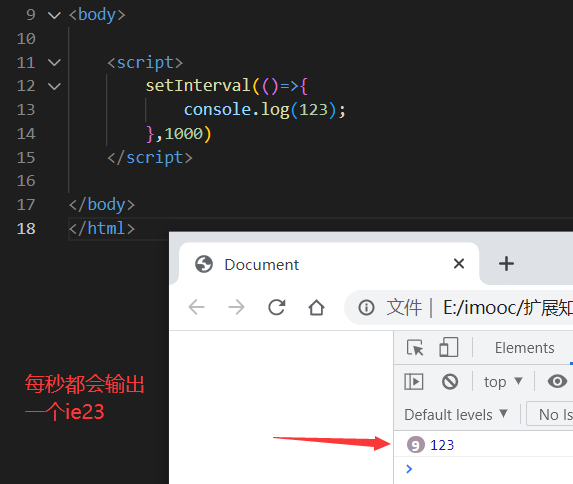 9 <body>
10
11 <script>
12 setInterval(()=>{
13 console.log(123);
14 },1000)
15 </script>
16
17 </body>
18 </html>
Document
文件 | E:/imooc/扩展知
Elements
top
Default levels
No Is
9 123
每秒都会输出
一个ie23